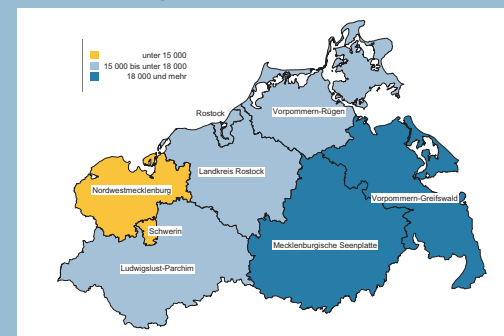 unter 15 000
15 000 bis unter 18 000
18 000 und mehr
Rostock
Vorpommern-Rügen
Landkreis Rostock
Nordwestmecklenburg
Vorpommern-Greifswald
Schwerin
Mecklenburgische Seenplatte
Ludwigslust-Parchim